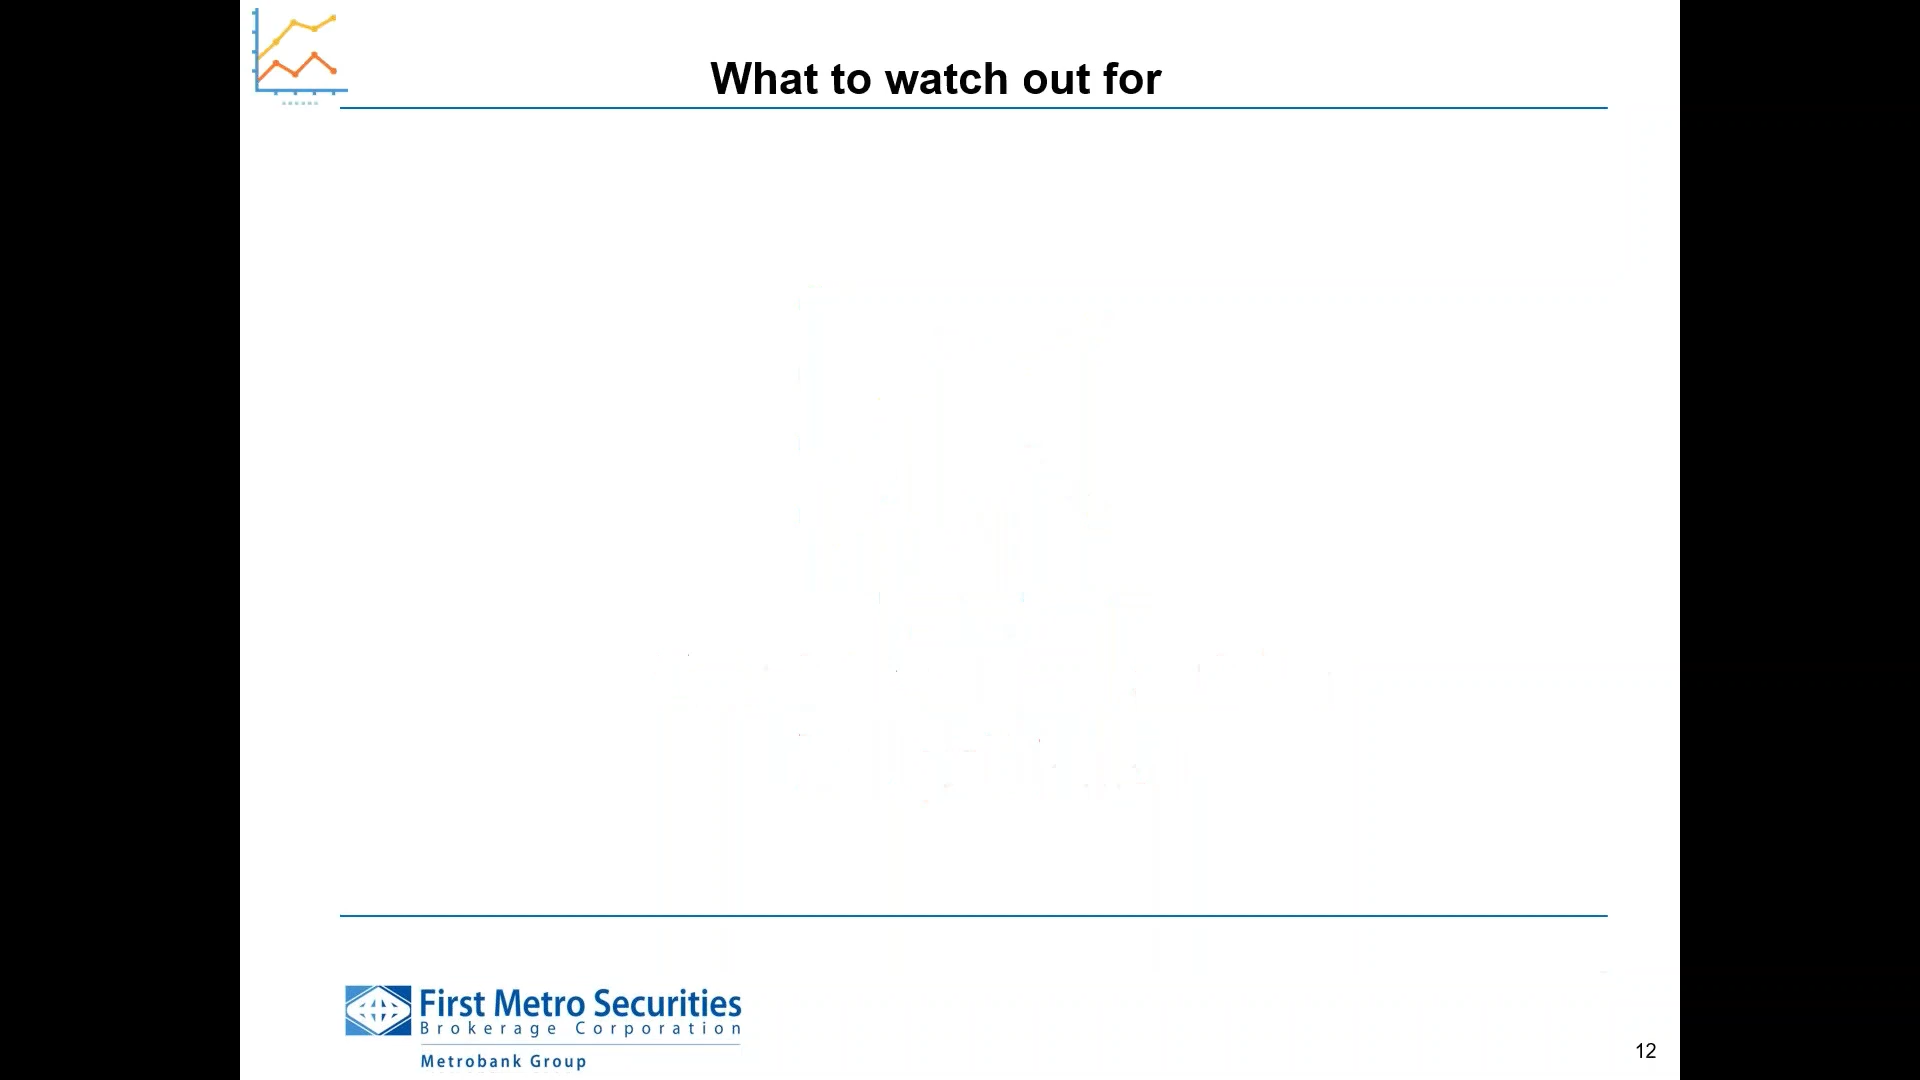 What to watch out for
First Metro Securities
Brokerage Corporation
Metrobank Group
12